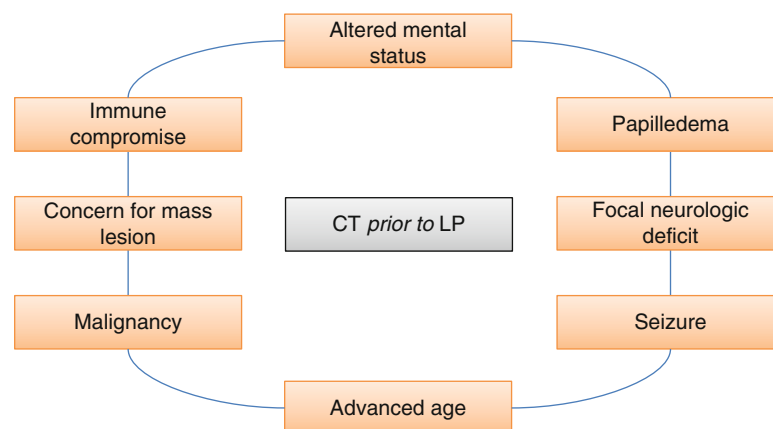 Altered mental
status
Immune
compromise
Papilledema
Concern for mass
lesion
CT prior to LP
Focal neurologic
deficit
Malignancy
Seizure
Advanced age